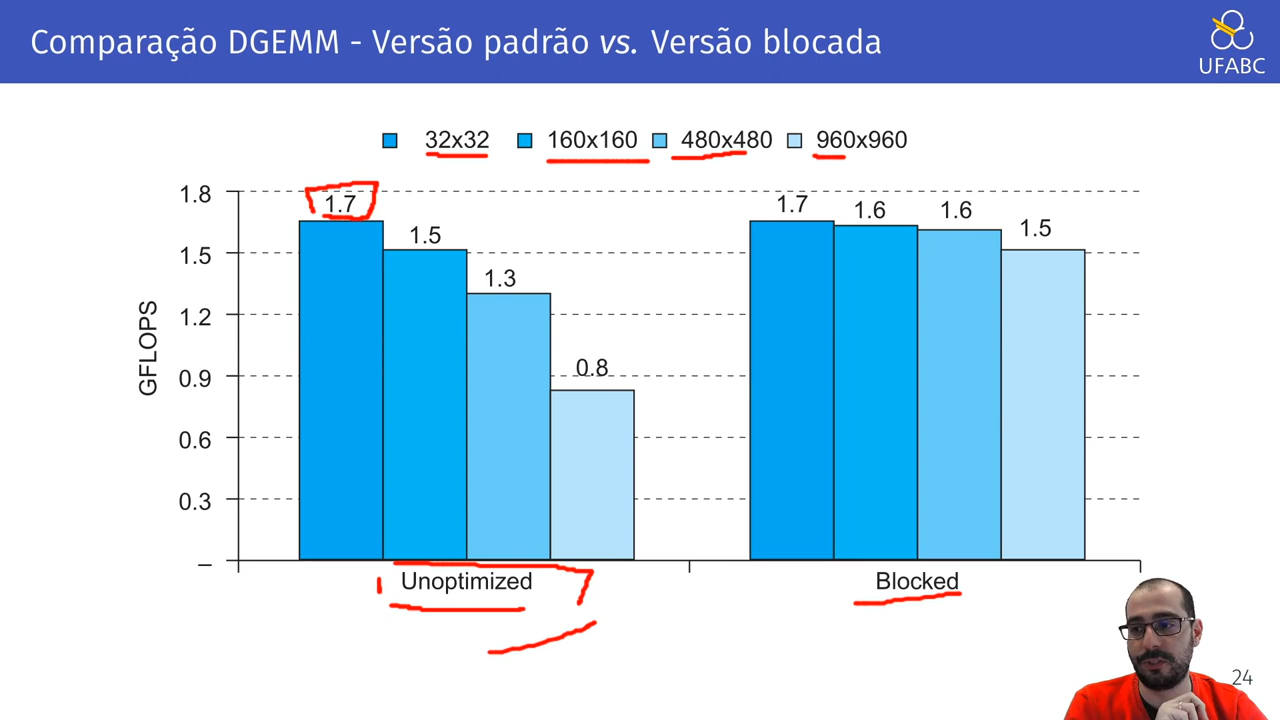 Comparação DGEMM - Versão padrão vs. Versão blocada
UFABC
32x32 160x160 480x480 960x960
GFLOPS
1.8
1.5
1.2
0.9
0.6
0.3
–
1.7
1.5
1.3
0.8
1.7
1.6
1.6
1.5
Unoptimized
Blocked
24